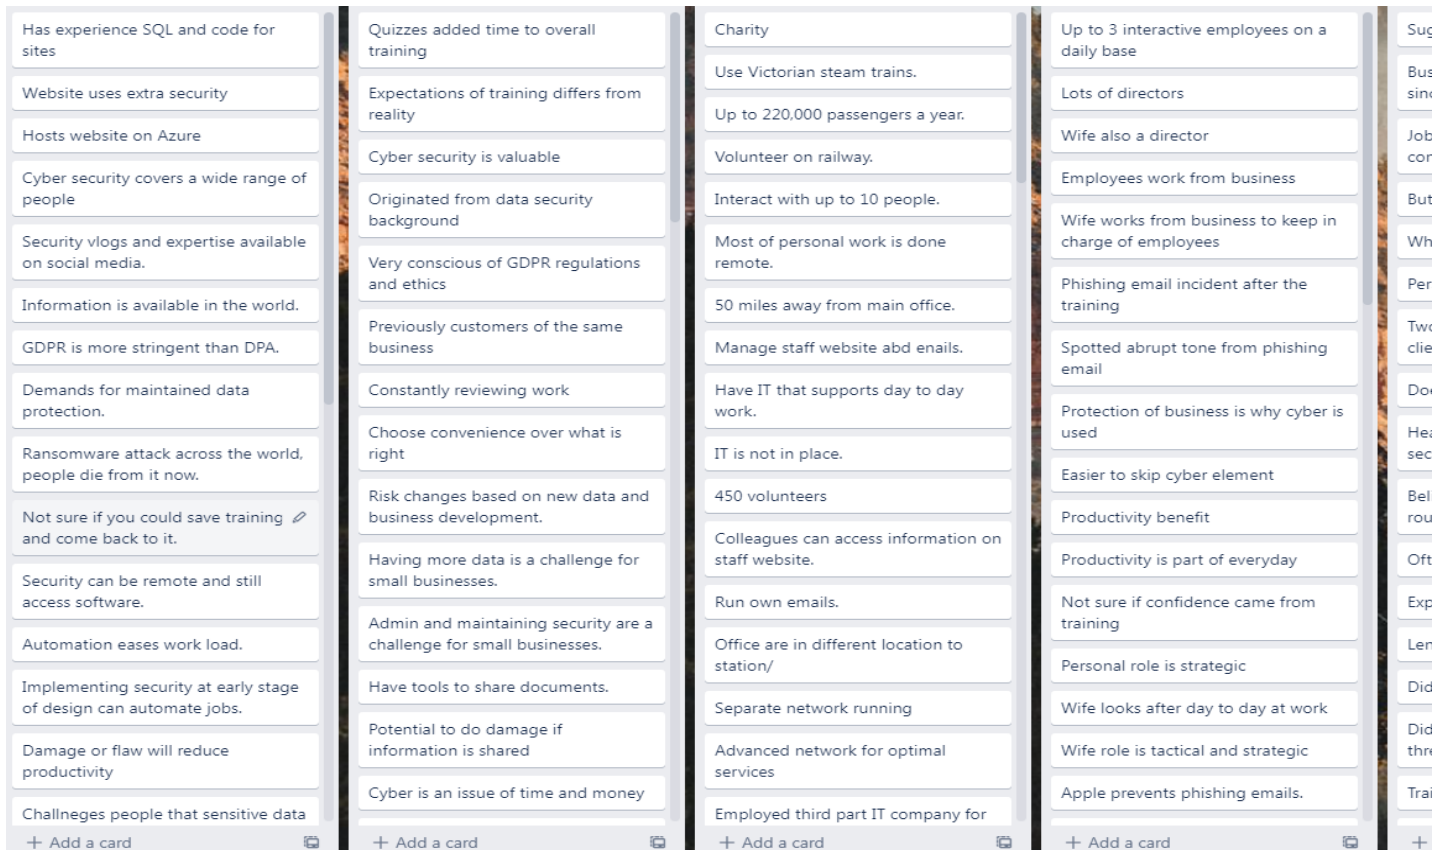 Has experience SQL and code for
sites
Website uses extra security
Hosts website on Azure
Cyber security covers a wide range of
people
Security vlogs and expertise available
on social media.
Information is available in the world.
GDPR is more stringent than DPA.
Demands for maintained data
protection.
Ransomware attack across the world,
people die from it now.
Not sure if you could save training
and come back to it.
Security can be remote and still
access software.
Automation eases work load.
Implementing security at early stage
of design can automate jobs.
Damage or flaw will reduce
productivity
Challneges people that sensitive data
+ Add a card
Quizzes added time to overall
training
Expectations of training differs from
reality
Cyber security is valuable
Originated from data security
background
Very conscious of GDPR regulations
and ethics
Previously customers of the same
business
Constantly reviewing work
Choose convenience over what is
right
Risk changes based on new data and
business development.
Having more data is a challenge for
small businesses.
Admin and maintaining security are a
challenge for small businesses.
Have tools to share documents.
Potential to do damage if
information is shared
Cyber is an issue of time and money
+ Add a card
Charity
Use Victorian steam trains.
Up to 220,000 passengers a year.
Volunteer on railway.
Interact with up to 10 people.
Most of personal work is done
remote.
50 miles away from main office.
Manage staff website abd enails.
Have IT that supports day to day
work.
IT is not in place.
450 volunteers
Colleagues can access information on
staff website.
Run own emails.
Office are in different location to
station/
Separate network running
Advanced network for optimal
services
Employed third part IT company for
+ Add a card
Up to 3 interactive employees on a
daily base
Lots of directors
Wife also a director
Employees work from business
Wife works from business to keep in
charge of employees
Phishing email incident after the
training
Spotted abrupt tone from phishing
email
Protection of business is why cyber is
used
Easier to skip cyber element
Productivity benefit
Productivity is part of everyday
Not sure if confidence came from
training
Personal role is strategic
Wife looks after day to day at work
Wife role is tactical and strategic
Apple prevents phishing emails.
+ Add a card